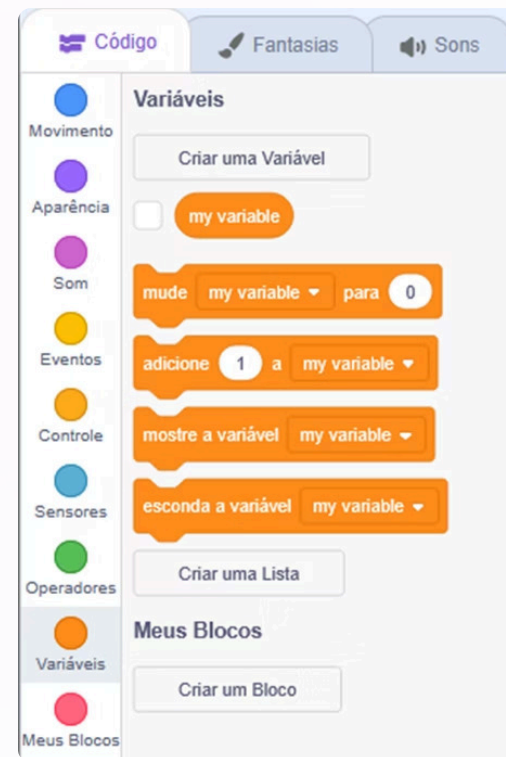 Código
Fantasias
Sons
Movimento
Aparência
Som
Eventos
Controle
Sensores
Operadores
Variáveis
Meus Blocos
Variáveis
Criar uma Variável
my variable
mude my variable para 0
adicione 1 a my variable
mostre a variável my variable
esconda a variável my variable
Criar uma Lista
Meus Blocos
Criar um Bloco